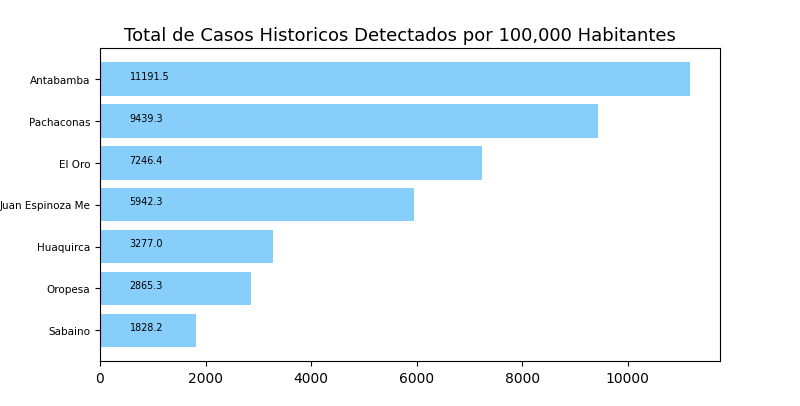 Total de Casos Historicos Detectados por 100,000 Habitantes
Antabamba 11191.5
Pachaconas 9439.3
El Oro 7246.4
Juan Espinoza Me 5942.3
Huaquirca 3277.0
Oropesa 2865.3
Sabaino 1828.2
0 2000 4000 6000 8000 10000